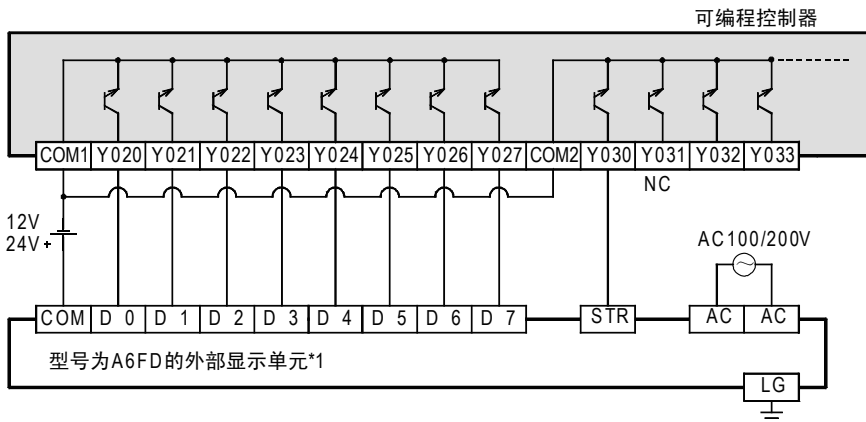 可编程控制器
COM1 Y020 Y021 Y022 Y023 Y024 Y025 Y026 Y027 COM2 Y030 Y031 Y032 Y033
NC
12V
24V +
AC100/200V
COM D 0 D 1 D 2 D 3 D 4 D 5 D 6 D 7 STR AC AC
型号为A6FD的外部显示单元*1
LG